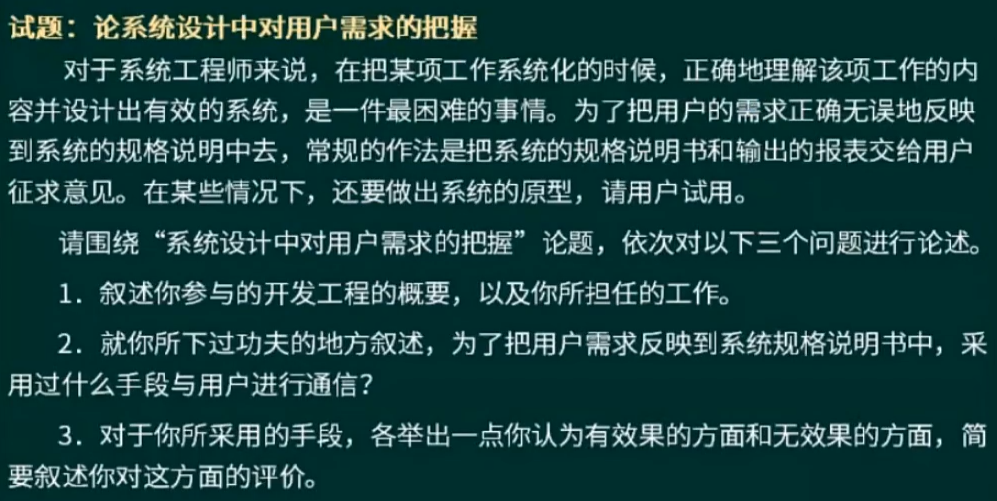 试题：论系统设计中对用户需求的把握
对于系统工程师来说，在把某项工作系统化的时候，正确地理解该项工作的内
容并设计出有效的系统，是一件最困难的事情。为了把用户的需求正确无误地反映
到系统的规格说明中去，常规的作法是把系统的规格说明书和输出的报表交给用户
征求意见。在某些情况下，还要做出系统的原型，请用户试用。
请围绕“系统设计中对用户需求的把握”论题，依次对以下三个问题进行论述。
1．叙述你参与的开发工程的概要，以及你所担任的工作。
2．就你所下过功夫的地方叙述，为了把用户需求反映到系统规格说明书中，采
用过什么手段与用户进行通信？
3．对于你所采用的手段，各举出一点你认为有效果的方面和无效果的方面，简
要叙述你对这方面的评价。